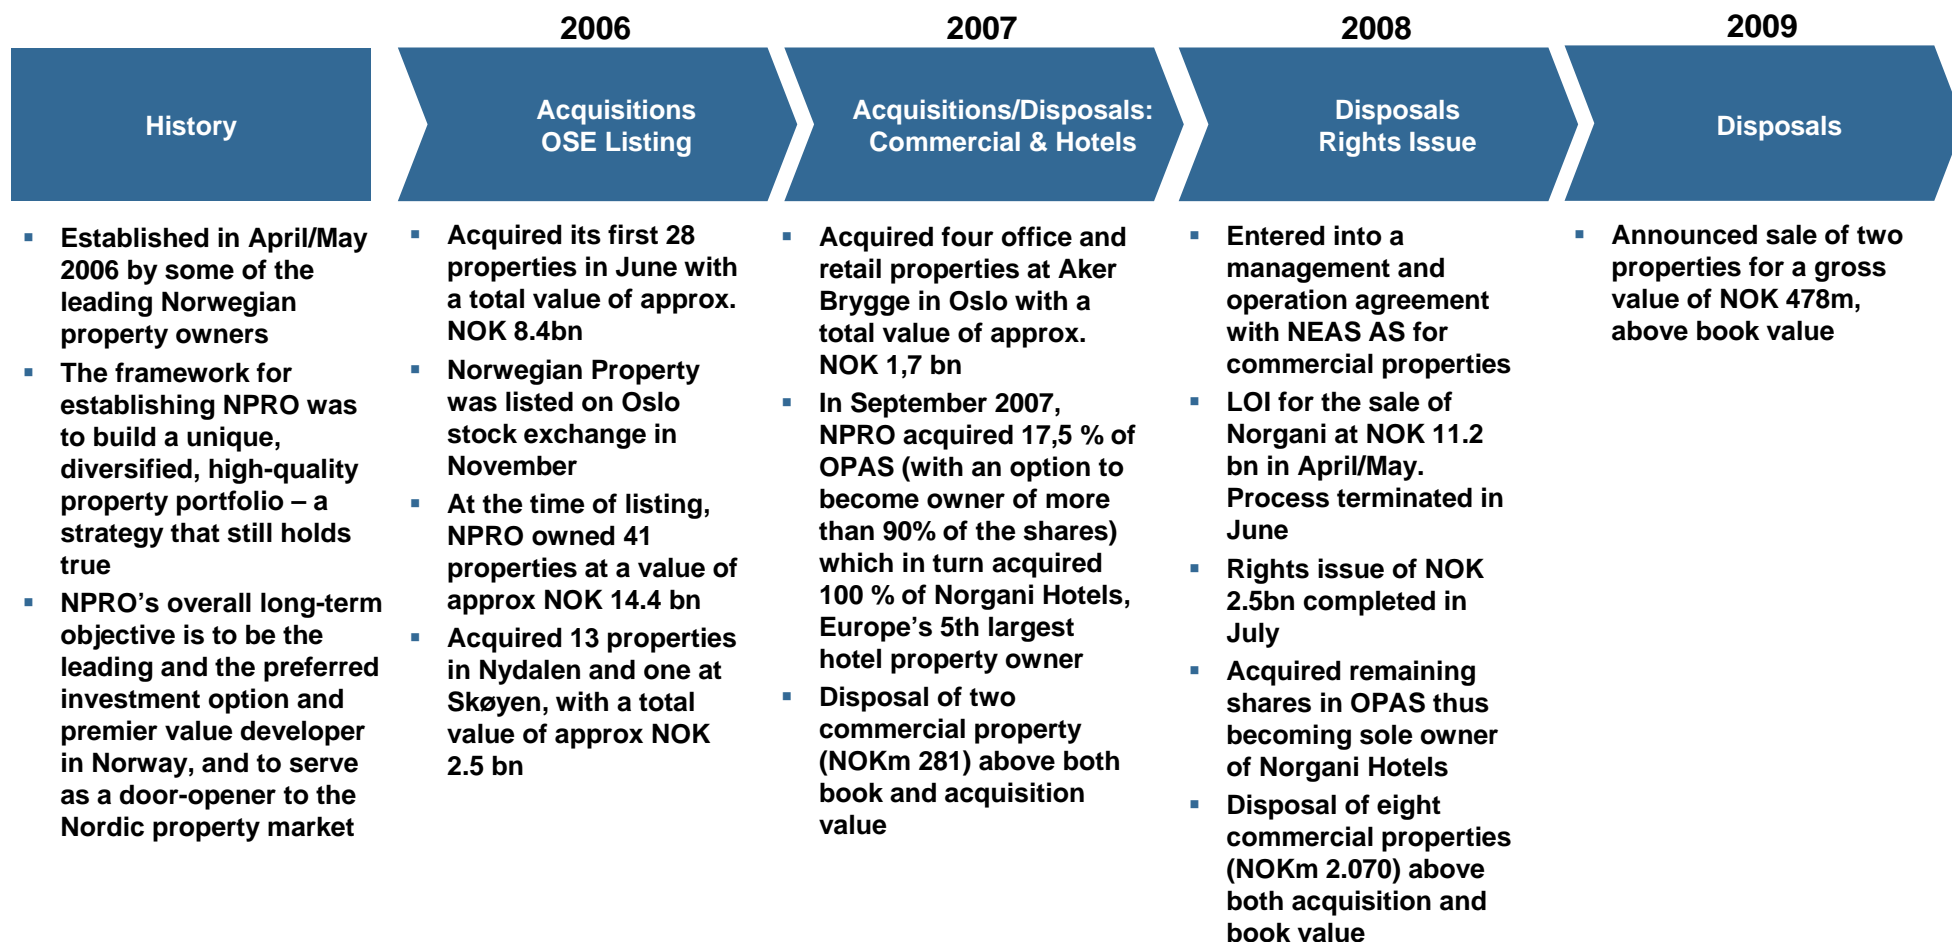 2006
2007
2008
2009
History
Acquisitions
OSE Listing
Acquisitions/Disposals:
Commercial & Hotels
Disposals
Rights Issue
Disposals
▪ Established in April/May
2006 by some of the
leading Norwegian
property owners
▪ The framework for
establishing NPRO was
to build a unique,
diversified, high-quality
property portfolio – a
strategy that still holds
true
▪ NPRO’s overall long-term
objective is to be the
leading and the preferred
investment option and
premier value developer
in Norway, and to serve
as a door-opener to the
Nordic property market
▪ Acquired its first 28
properties in June with
a total value of approx.
NOK 8.4bn
▪ Norwegian Property
was listed on Oslo
stock exchange in
November
▪ At the time of listing,
NPRO owned 41
properties at a value of
approx NOK 14.4 bn
▪ Acquired 13 properties
in Nydalen and one at
Skøyen, with a total
value of approx NOK
2.5 bn
▪ Acquired four office and
retail properties at Aker
Brygge in Oslo with a
total value of approx.
NOK 1,7 bn
▪ In September 2007,
NPRO acquired 17,5 % of
OPAS (with an option to
become owner of more
than 90% of the shares)
which in turn acquired
100 % of Norgani Hotels,
Europe’s 5th largest
hotel property owner
▪ Disposal of two
commercial property
(NOKm 281) above both
book and acquisition
value
▪ Entered into a
management and
operation agreement
with NEAS AS for
commercial properties
▪ LOI for the sale of
Norgani at NOK 11.2
bn in April/May.
Process terminated in
June
▪ Rights issue of NOK
2.5bn completed in
July
▪ Acquired remaining
shares in OPAS thus
becoming sole owner
of Norgani Hotels
▪ Disposal of eight
commercial properties
(NOKm 2.070) above
both acquisition and
book value
▪ Announced sale of two
properties for a gross
value of NOK 478m,
above book value